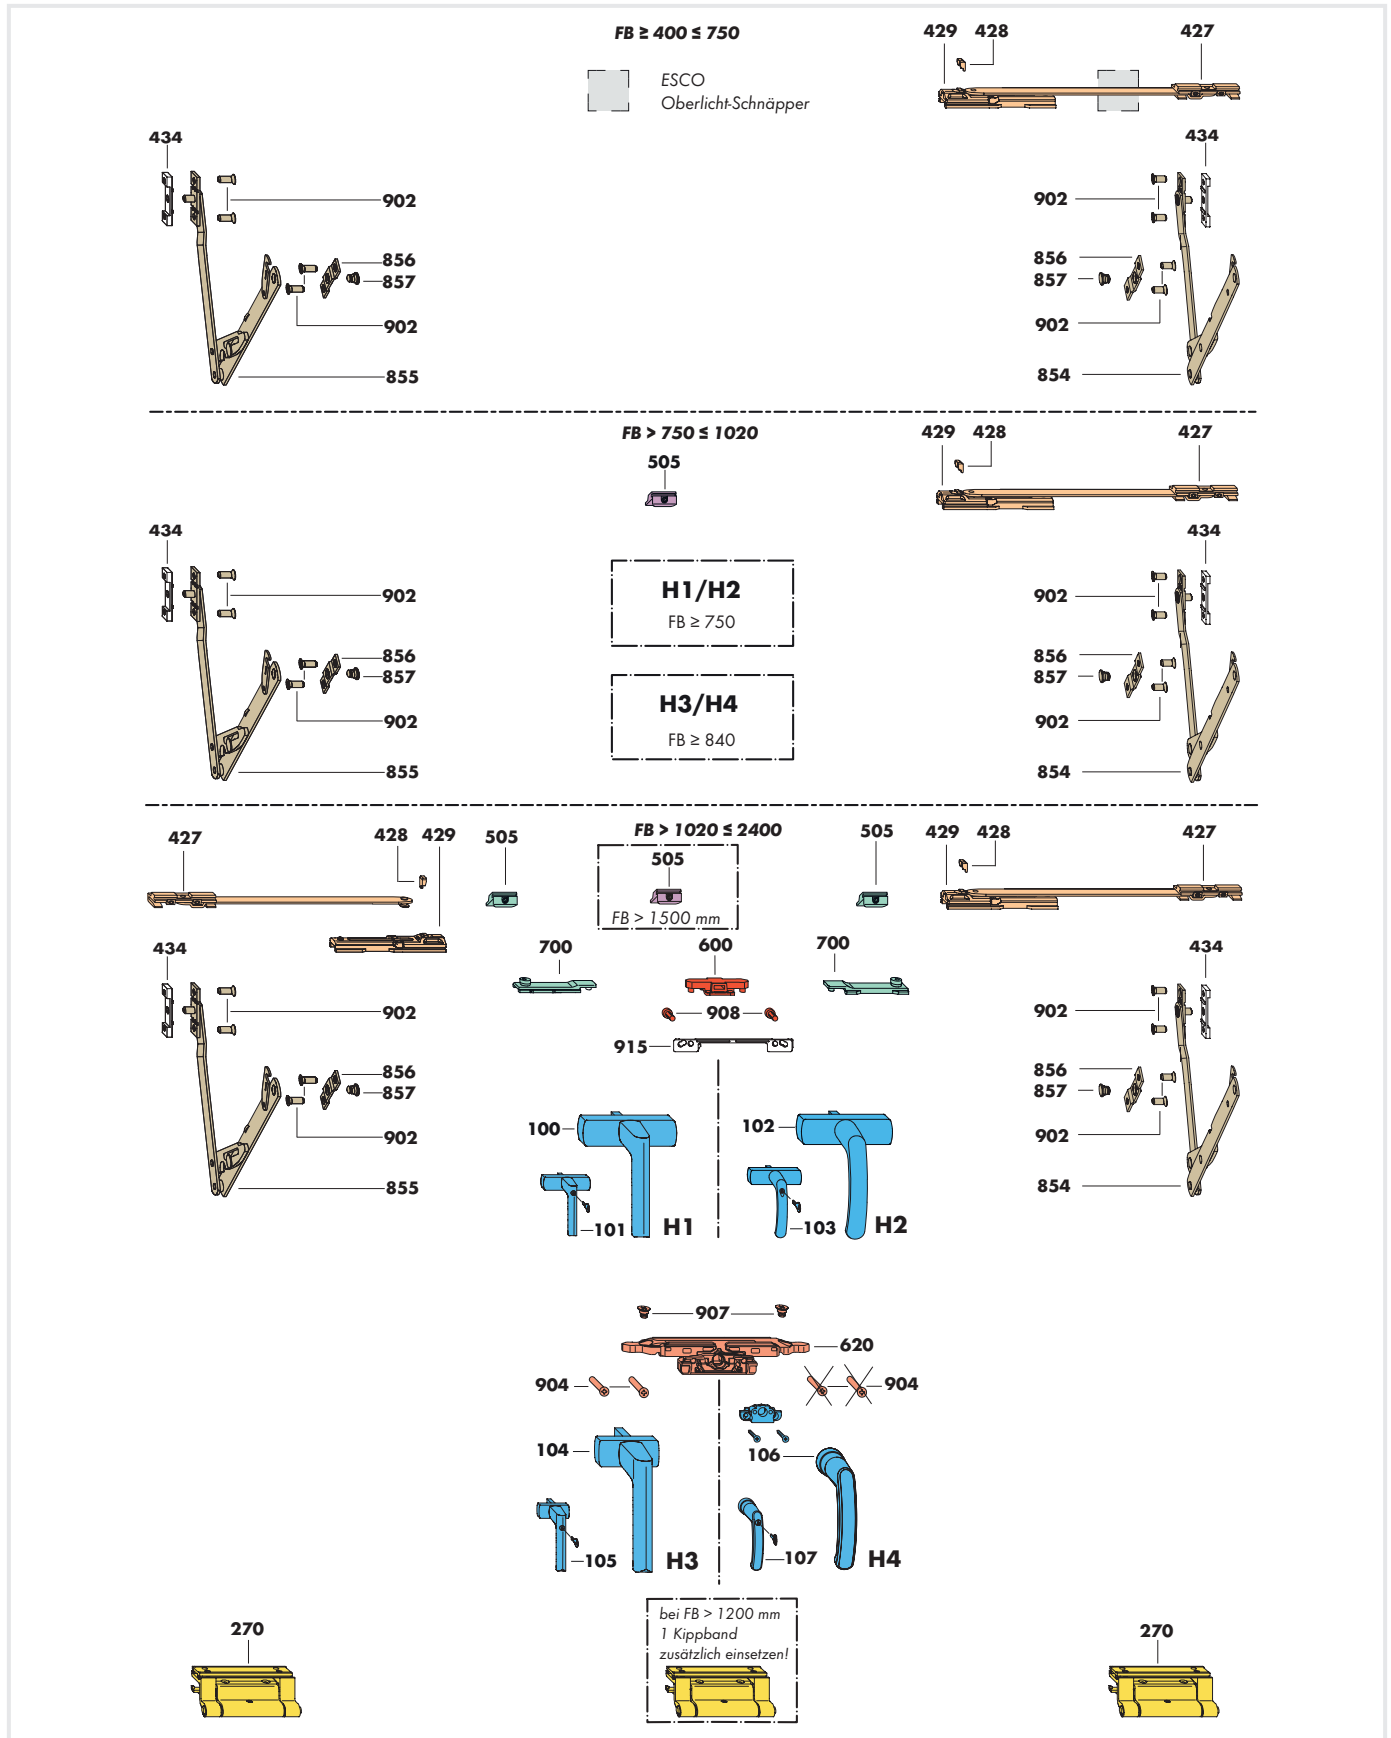 FB ≥ 400 ≤ 750
429 428 427
ESCO
Oberlicht-Schnäpper
434 434
902 902
856 856
857 857
902 902
855 854
FB > 750 ≤ 1020
429 428 427
505
434 434
H1/H2
FB ≥ 750
902 902
856 856
857 857
H3/H4
FB ≥ 840
902 902
855 854
FB > 1020 ≤ 2400
427 428 429 505 505 429 428 427
505
FB > 1500 mm
434 700 600 700 434
902 908 902
915
856 856
857 857
100 102
902 902
855 854
101 H1 103 H2
907
620
904 904
104 106
105 H3 107 H4
bei FB > 1200 mm
1 Kippband
zusätzlich einsetzen!
270 270